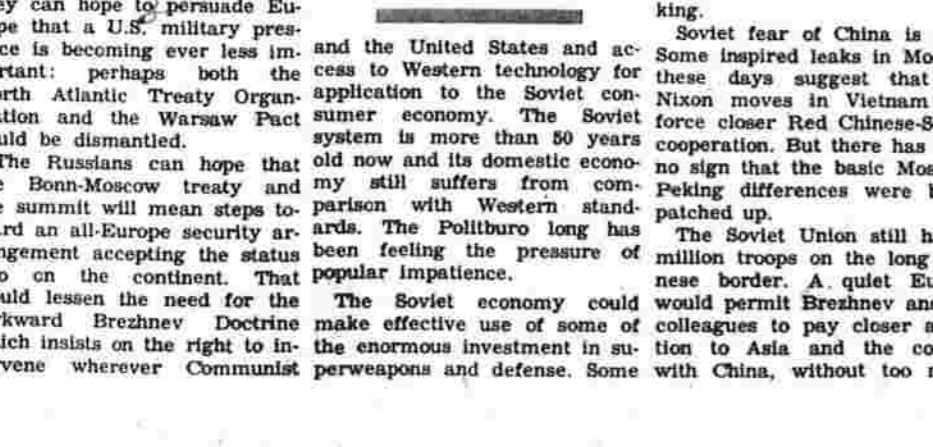 ey can hope to persuade Eu-
pe that a U.S. military pres-
ce is becoming ever less im-
rtant: perhaps both the
rth Atlantic Treaty Organ-
ation and the Warsaw Pact
uld be dismantled.
The Russians can hope that
e Bonn-Moscow treaty and
e summit will mean steps to-
rd an all-Europe security ar-
ngement accepting the status
o on the continent. That
uld lessen the need for the
kward Brezhnev Doctrine
ich insists on the right to in-
vene wherever Communist
and the United States and ac-
cess to Western technology for
application to the Soviet con-
sumer economy. The Soviet
system is more than 50 years
old now and its domestic econo-
my still suffers from com-
parison with Western stand-
ards. The Politburo long has
been feeling the pressure of
popular impatience.
The Soviet economy could
make effective use of some of
the enormous investment in su-
perweapons and defense. Some
king.
Soviet fear of China is
Some inspired leaks in Mo
these days suggest that
Nixon moves in Vietnam
force closer Red Chinese-S
cooperation. But there has
no sign that the basic Mos
Peking differences were b
patched up.
The Soviet Union still h
million troops on the long
nese border. A quiet Eu
would permit Brezhnev and
colleagues to pay closer a
tion to Asia and the co
with China, without too